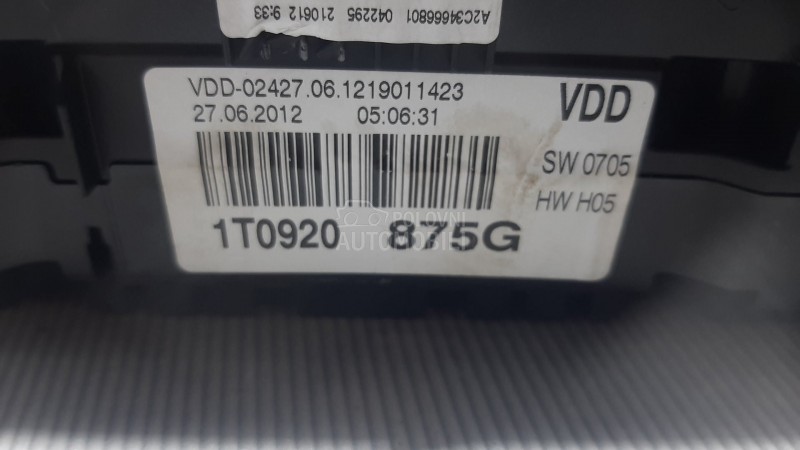 A2C34666801 042295 210612 9:33
VDD-02427.06.1219011423
27.06.2012 05:06:31
VDD
SW 0705
HW H05
1T0920 875G
POLOVNI
AUTOMOBILI